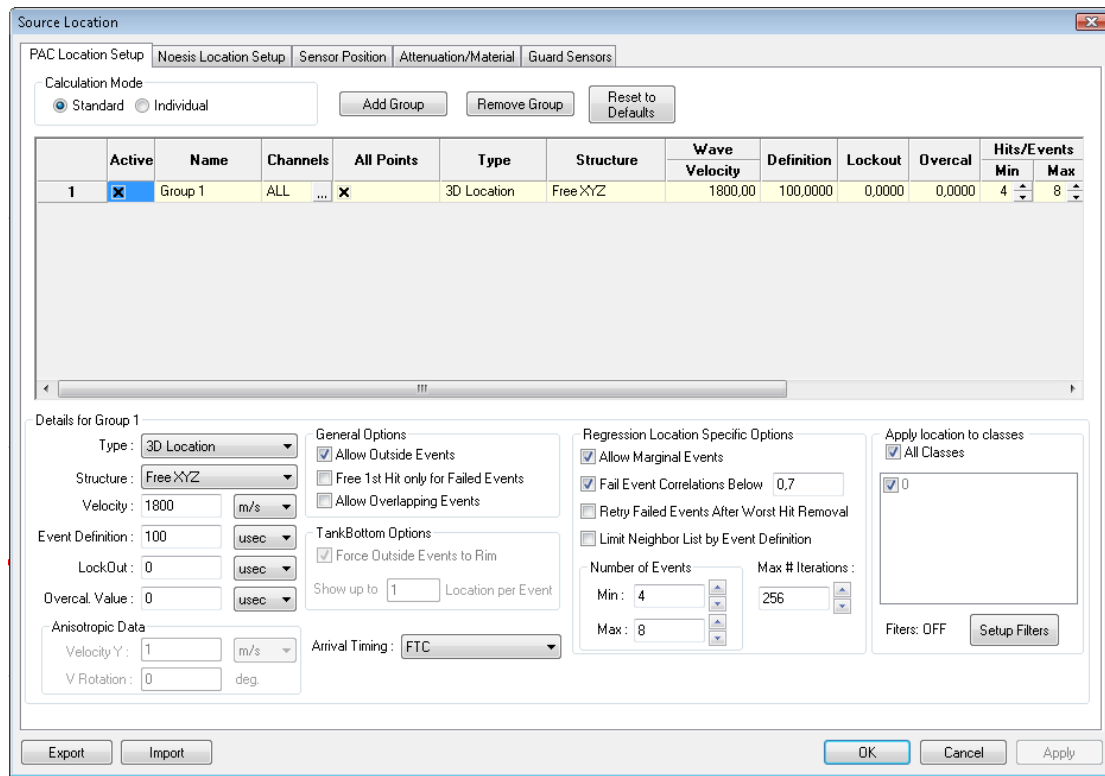 Source Location
PAC Location Setup Noesis Location Setup Sensor Position Attenuation/Material Guard Sensors
Calculation Mode
Standard Individual
Add Group Remove Group Reset to Defaults
Active Name Channels All Points Type Structure Wave Velocity Definition Lockout Overcal Hits/Events Min Max
1 Group 1 ALL ... 3D Location Free XYZ 1800,00 100,0000 0,0000 0,0000 4 8
Details for Group 1
Type : 3D Location
Structure : Free XYZ
Velocity : 1800 m/s
Event Definition : 100 usec
LockOut : 0 usec
Overcal. Value : 0 usec
Anisotropic Data
Velocity Y : 1 m/s
V Rotation : 0 deg.
General Options
Allow Outside Events
Free 1st Hit only for Failed Events
Allow Overlapping Events
TankBottom Options
Force Outside Events to Rim
Show up to 1 Location per Event
Arrival Timing : FTC
Regression Location Specific Options
Allow Marginal Events
Fail Event Correlations Below 0,7
Retry Failed Events After Worst Hit Removal
Limit Neighbor List by Event Definition
Number of Events
Min : 4
Max : 8
Max # Iterations :
256
Apply location to classes
All Classes
0
Fiters: OFF Setup Filters
Export Import OK Cancel Apply